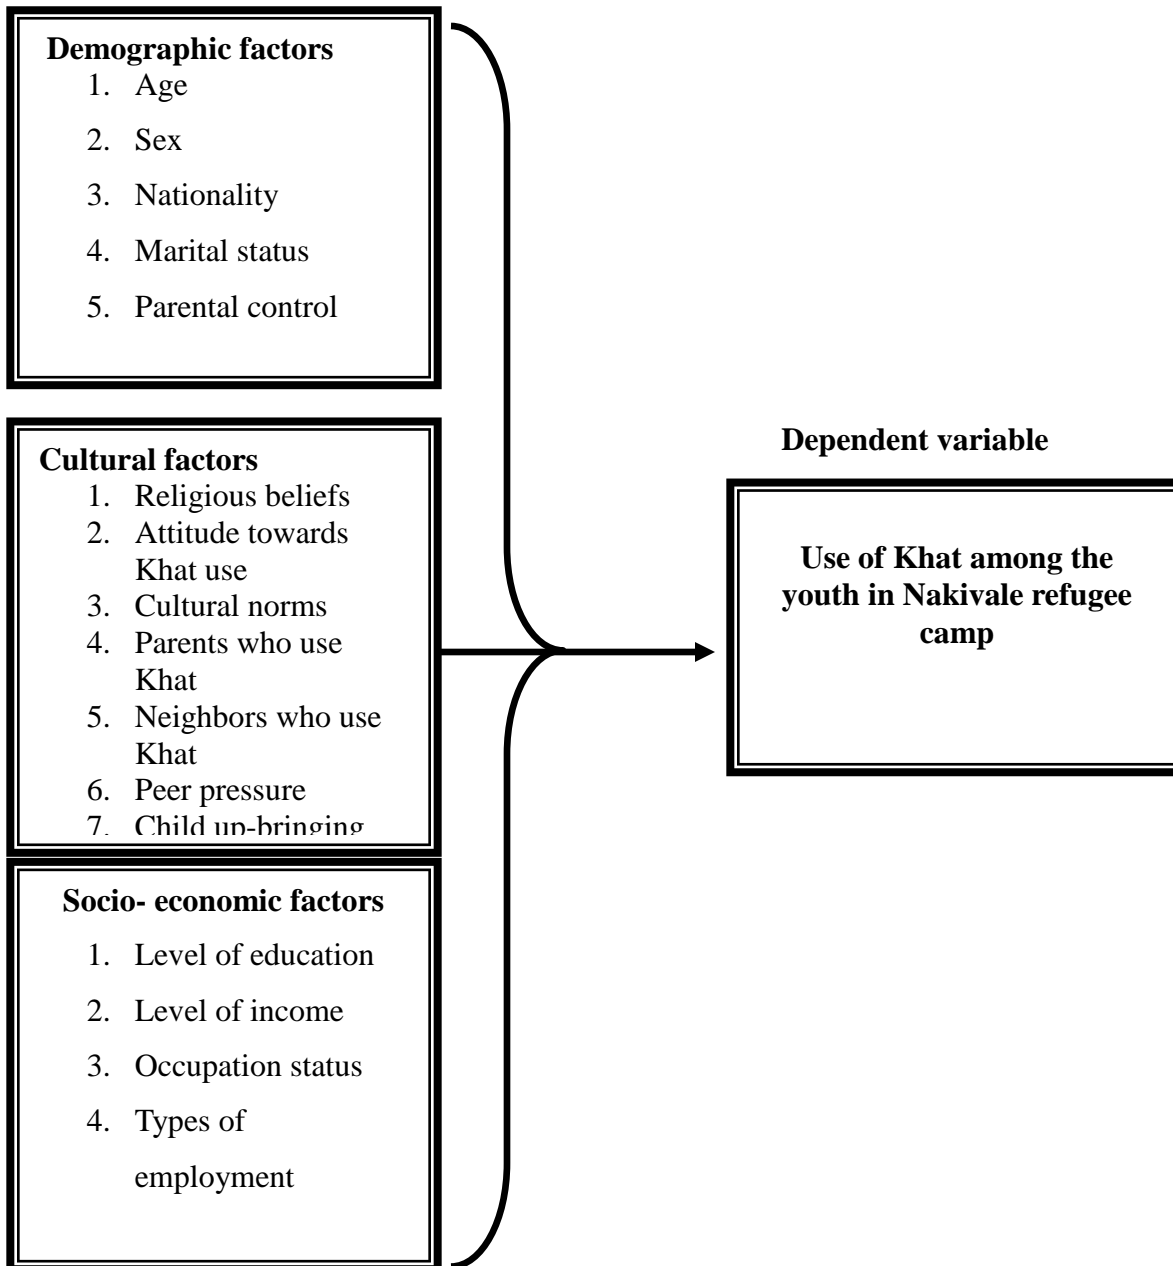 Demographic factors
1. Age
2. Sex
3. Nationality
4. Marital status
5. Parental control
Cultural factors
1. Religious beliefs
2. Attitude towards
Khat use
3. Cultural norms
4. Parents who use
Khat
5. Neighbors who use
Khat
6. Peer pressure
7. Child up-bringing
Socio- economic factors
1. Level of education
2. Level of income
3. Occupation status
4. Types of
employment
Dependent variable
Use of Khat among the
youth in Nakivale refugee
camp